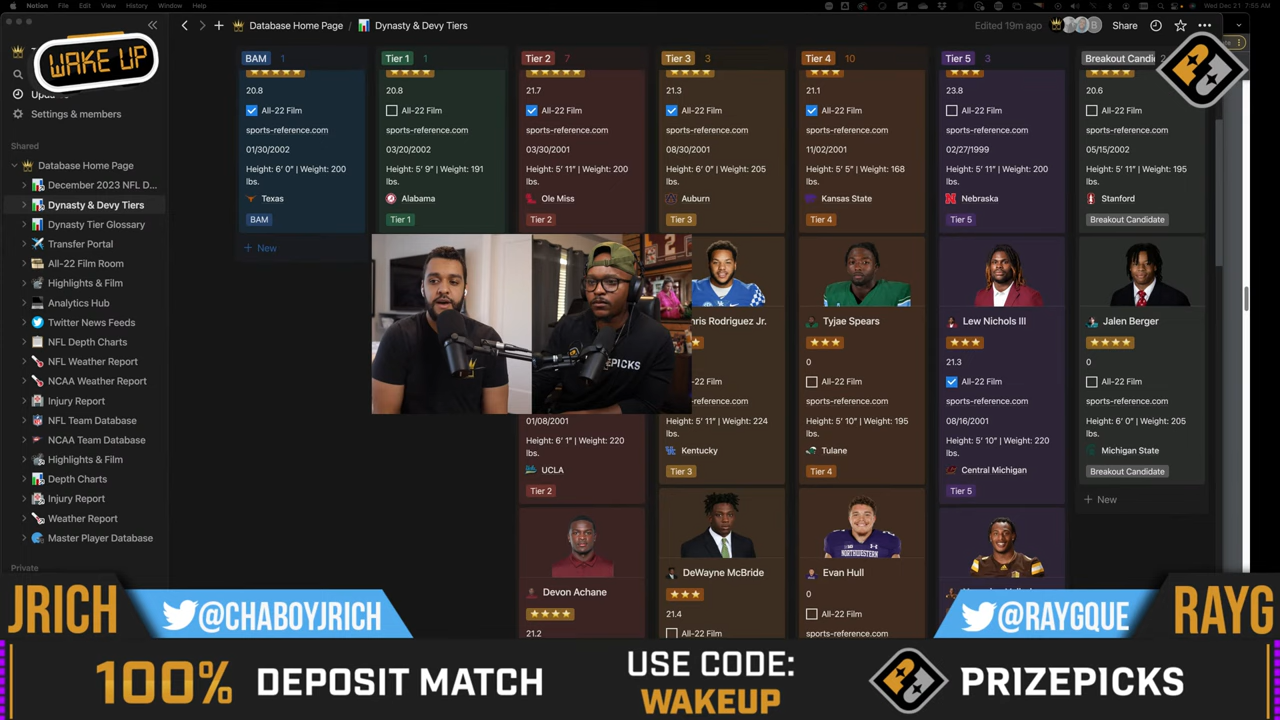 Notion File Edit View History Window Help
Wed Dec 21 7:55 AM
Database Home Page / Dynasty & Devy Tiers
Edited 19m ago
B
Share
WAKE UP
Settings & members
Shared
Database Home Page
December 2023 NFL D...
Dynasty & Devy Tiers
Dynasty Tier Glossary
Transfer Portal
All-22 Film Room
Highlights & Film
Analytics Hub
Twitter News Feeds
NFL Depth Charts
NFL Weather Report
NCAA Weather Report
Injury Report
NFL Team Database
NCAA Team Database
Highlights & Film
Depth Charts
Injury Report
Weather Report
Master Player Database
Private
BAM 1
20.8
All-22 Film
sports-reference.com
01/30/2002
Height: 6' 0" | Weight: 200
lbs.
Texas
BAM
+ New
Tier 1 1
20.8
All-22 Film
sports-reference.com
03/20/2002
Height: 5' 9" | Weight: 191
lbs.
Alabama
Tier 1
Tier 2 7
21.7
All-22 Film
sports-reference.com
03/30/2001
Height: 5' 11" | Weight: 200
lbs.
Ole Miss
Tier 2
01/08/2001
Height: 6' 1" | Weight: 220
lbs.
UCLA
Tier 2
Devon Achane
21.2
Tier 3 3
21.3
All-22 Film
sports-reference.com
08/30/2001
Height: 6' 0" | Weight: 205
lbs.
Auburn
Tier 3
hris Rodriguez Jr.
All-22 Film
sports-reference.com
Height: 5' 11" | Weight: 224
lbs.
Kentucky
Tier 3
DeWayne McBride
21.4
All-22 Film
Tier 4 10
21.1
All-22 Film
sports-reference.com
11/02/2001
Height: 5' 5" | Weight: 168
lbs.
Kansas State
Tier 4
Tyjae Spears
0
All-22 Film
sports-reference.com
Height: 5' 10" | Weight: 195
lbs.
Tulane
Tier 4
NORTHWESTERN
Evan Hull
0
All-22 Film
sports-reference.com
Tier 5 3
23.8
All-22 Film
sports-reference.com
02/27/1999
Height: 5' 11" | Weight: 200
lbs.
Nebraska
Tier 5
Lew Nichols III
21.3
All-22 Film
sports-reference.com
08/16/2001
Height: 5' 10" | Weight: 220
lbs.
Central Michigan
Tier 5
Breakout Candi
20.6
All-22 Film
sports-reference.com
05/15/2002
Height: 5' 11" | Weight: 195
lbs.
Stanford
Breakout Candidate
Jalen Berger
0
All-22 Film
sports-reference.com
Height: 6' 0" | Weight: 205
lbs.
Michigan State
Breakout Candidate
+ New
EPICKS
JRICH
@CHABOYJRICH
@RAYGQUE
RAYG
100% DEPOSIT MATCH
USE CODE:
WAKEUP
PRIZEPICKS